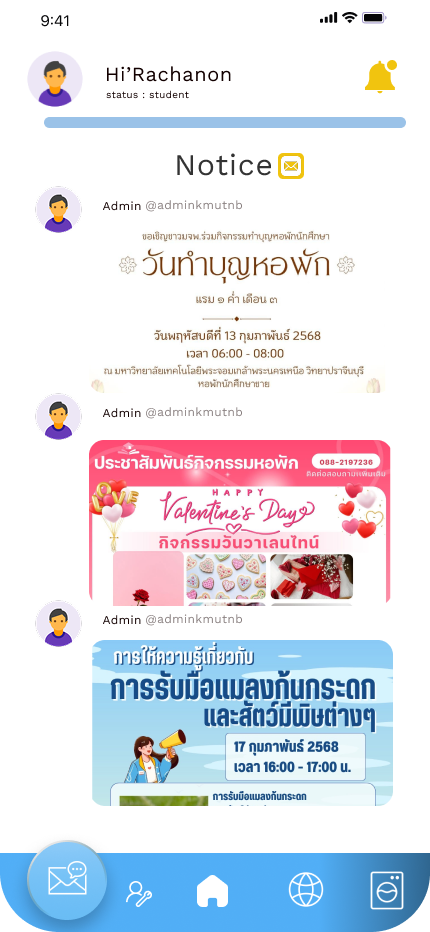 9:41
Hi’Rachanon
status : student
Notice
Admin @adminkmutnb
ขอเชิญชาวมจพ.ร่วมกิจกรรมทำบุญหอพักนักศึกษา
วันทำบุญหอพัก
แรม ๑ ค่ำ เดือน ๓
วันพฤหัสบดีที่ 13 กุมภาพันธ์ 2568
เวลา 06:00 - 08:00
ณ มหาวิทยาลัยเทคโนโลยีพระจอมเกล้าพระนครเหนือ วิทยาปราจีนบุรี
หอพักนักศึกษาชาย
Admin @adminkmutnb
ประชาสัมพันธ์กิจกรรมหอพัก
088-2197236
ติดต่อสอบถามเพิ่มเติม
LOVE
HAPPY
Valentine's Day
กิจกรรมวันวาเลนไทน์
Admin @adminkmutnb
การให้ความรู้เกี่ยวกับ
การรับมือแมลงก้นกระดก
และสัตว์มีพิษต่างๆ
17 กุมภาพันธ์ 2568
เวลา 16:00 - 17:00 น.
การรับมือแมลงก้นกระดก